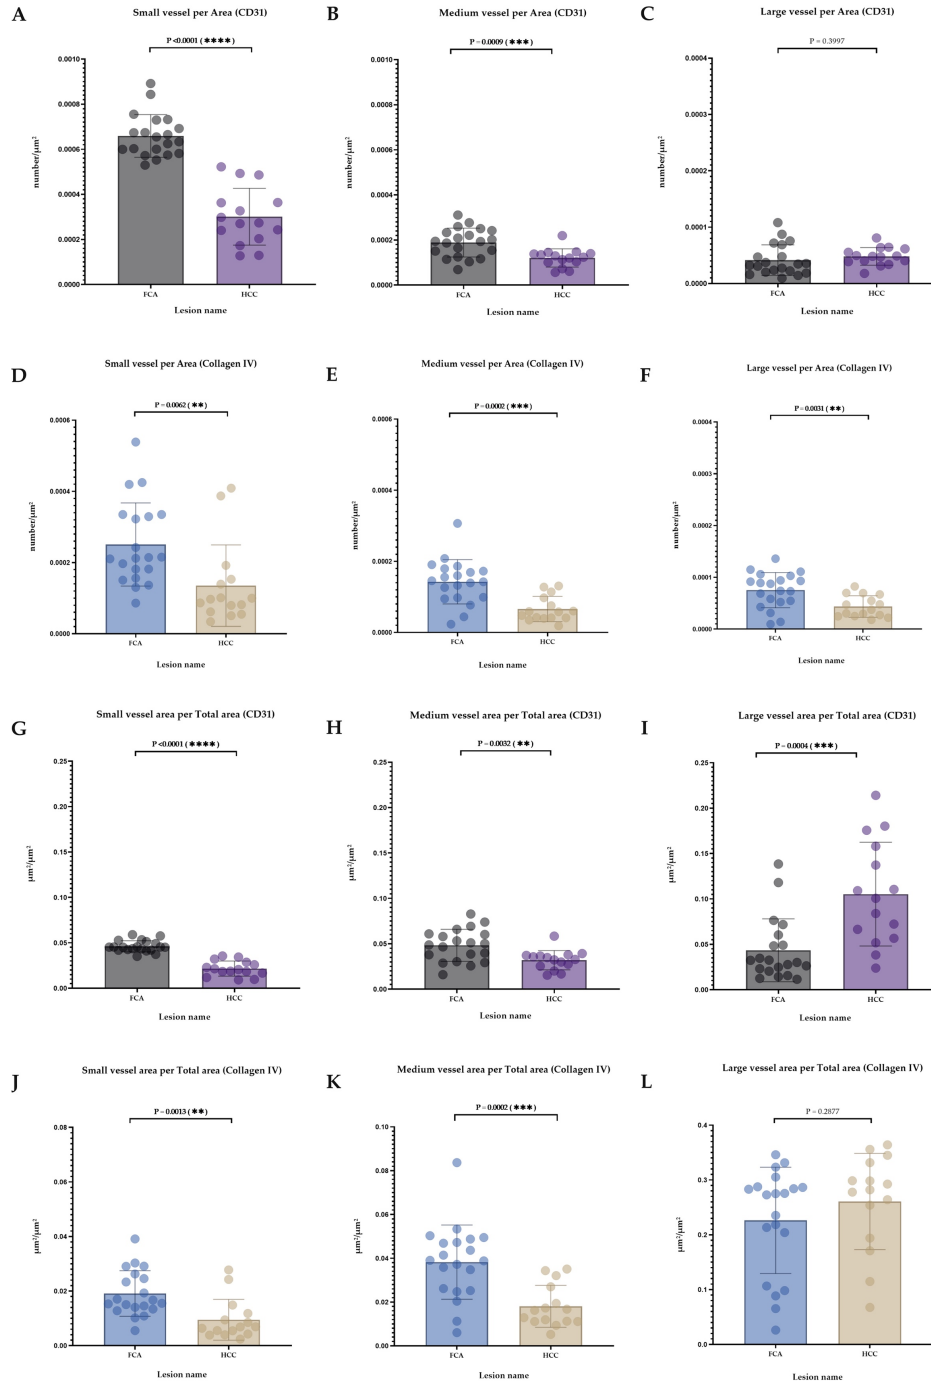 A
Small vessel per Area (CD31)
P <0.0001 ( **** )
number/μm²
0.0010
0.0008
0.0006
0.0004
0.0002
0.0000
FCA
HCC
Lesion name
B
Medium vessel per Area (CD31)
P = 0.0009 ( *** )
number/μm²
0.0010
0.0008
0.0006
0.0004
0.0002
0.0000
FCA
HCC
Lesion name
C
Large vessel per Area (CD31)
P = 0.3997
number/μm²
0.0004
0.0003
0.0002
0.0001
0.0000
FCA
HCC
Lesion name
D
Small vessel per Area (Collagen IV)
P = 0.0062 ( ** )
number/μm²
0.0006
0.0004
0.0002
0.0000
FCA
HCC
Lesion name
E
Medium vessel per Area (Collagen IV)
P = 0.0002 ( *** )
number/μm²
0.0006
0.0004
0.0002
0.0000
FCA
HCC
Lesion name
F
Large vessel per Area (Collagen IV)
P = 0.0031 ( ** )
number/μm²
0.0004
0.0003
0.0002
0.0001
0.0000
FCA
HCC
Lesion name
G
Small vessel area per Total area (CD31)
P <0.0001 ( **** )
μm²/μm²
0.25
0.20
0.15
0.10
0.05
0.00
FCA
HCC
Lesion name
H
Medium vessel area per Total area (CD31)
P = 0.0032 ( ** )
μm²/μm²
0.25
0.20
0.15
0.10
0.05
0.00
FCA
HCC
Lesion name
I
Large vessel area per Total area (CD31)
P = 0.0004 ( *** )
μm²/μm²
0.25
0.20
0.15
0.10
0.05
0.00
FCA
HCC
Lesion name
J
Small vessel area per Total area (Collagen IV)
P = 0.0013 ( ** )
μm²/μm²
0.08
0.06
0.04
0.02
0.00
FCA
HCC
Lesion name
K
Medium vessel area per Total area (Collagen IV)
P = 0.0002 ( *** )
μm²/μm²
0.10
0.08
0.06
0.04
0.02
0.00
FCA
HCC
Lesion name
L
Large vessel area per Total area (Collagen IV)
P = 0.2877
μm²/μm²
0.4
0.3
0.2
0.1
0.0
FCA
HCC
Lesion name